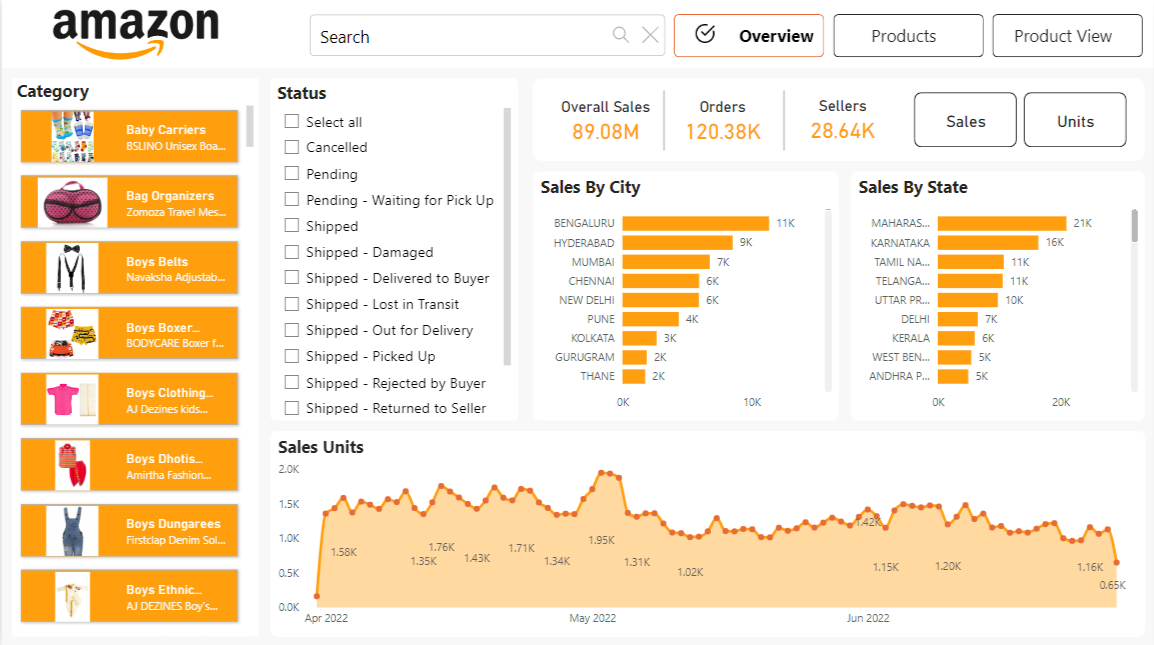 amazon
Search
Overview
Products
Product View
Category
Baby Carriers
BSLINO Unisex Boa...
Bag Organizers
Zomoza Travel Mes...
Boys Belts
Navaksha Adjustab...
Boys Boxer...
BODYCARE Boxer f...
Boys Clothing...
AJ Dezines kids...
Boys Dhotis...
Amirtha Fashion...
Boys Dungarees
Firstclap Denim Sol...
Boys Ethnic...
AJ DEZINES Boy's...
Status
Select all
Cancelled
Pending
Pending - Waiting for Pick Up
Shipped
Shipped - Damaged
Shipped - Delivered to Buyer
Shipped - Lost in Transit
Shipped - Out for Delivery
Shipped - Picked Up
Shipped - Rejected by Buyer
Shipped - Returned to Seller
Overall Sales
89.08M
Orders
120.38K
Sellers
28.64K
Sales
Units
Sales By City
BENGALURU 11K
HYDERABAD 9K
MUMBAI 7K
CHENNAI 6K
NEW DELHI 6K
PUNE 4K
KOLKATA 3K
GURUGRAM 2K
THANE 2K
0K 10K
Sales By State
MAHARAS... 21K
KARNATAKA 16K
TAMIL NA... 11K
TELANGA... 11K
UTTAR PR... 10K
DELHI 7K
KERALA 6K
WEST BEN... 5K
ANDHRA P... 5K
0K 20K
Sales Units
2.0K
1.5K
1.0K
0.5K
0.0K
1.58K
1.35K
1.76K
1.43K
1.71K
1.34K
1.95K
1.31K
1.02K
1.42K
1.15K
1.20K
1.16K
0.65K
Apr 2022 May 2022 Jun 2022